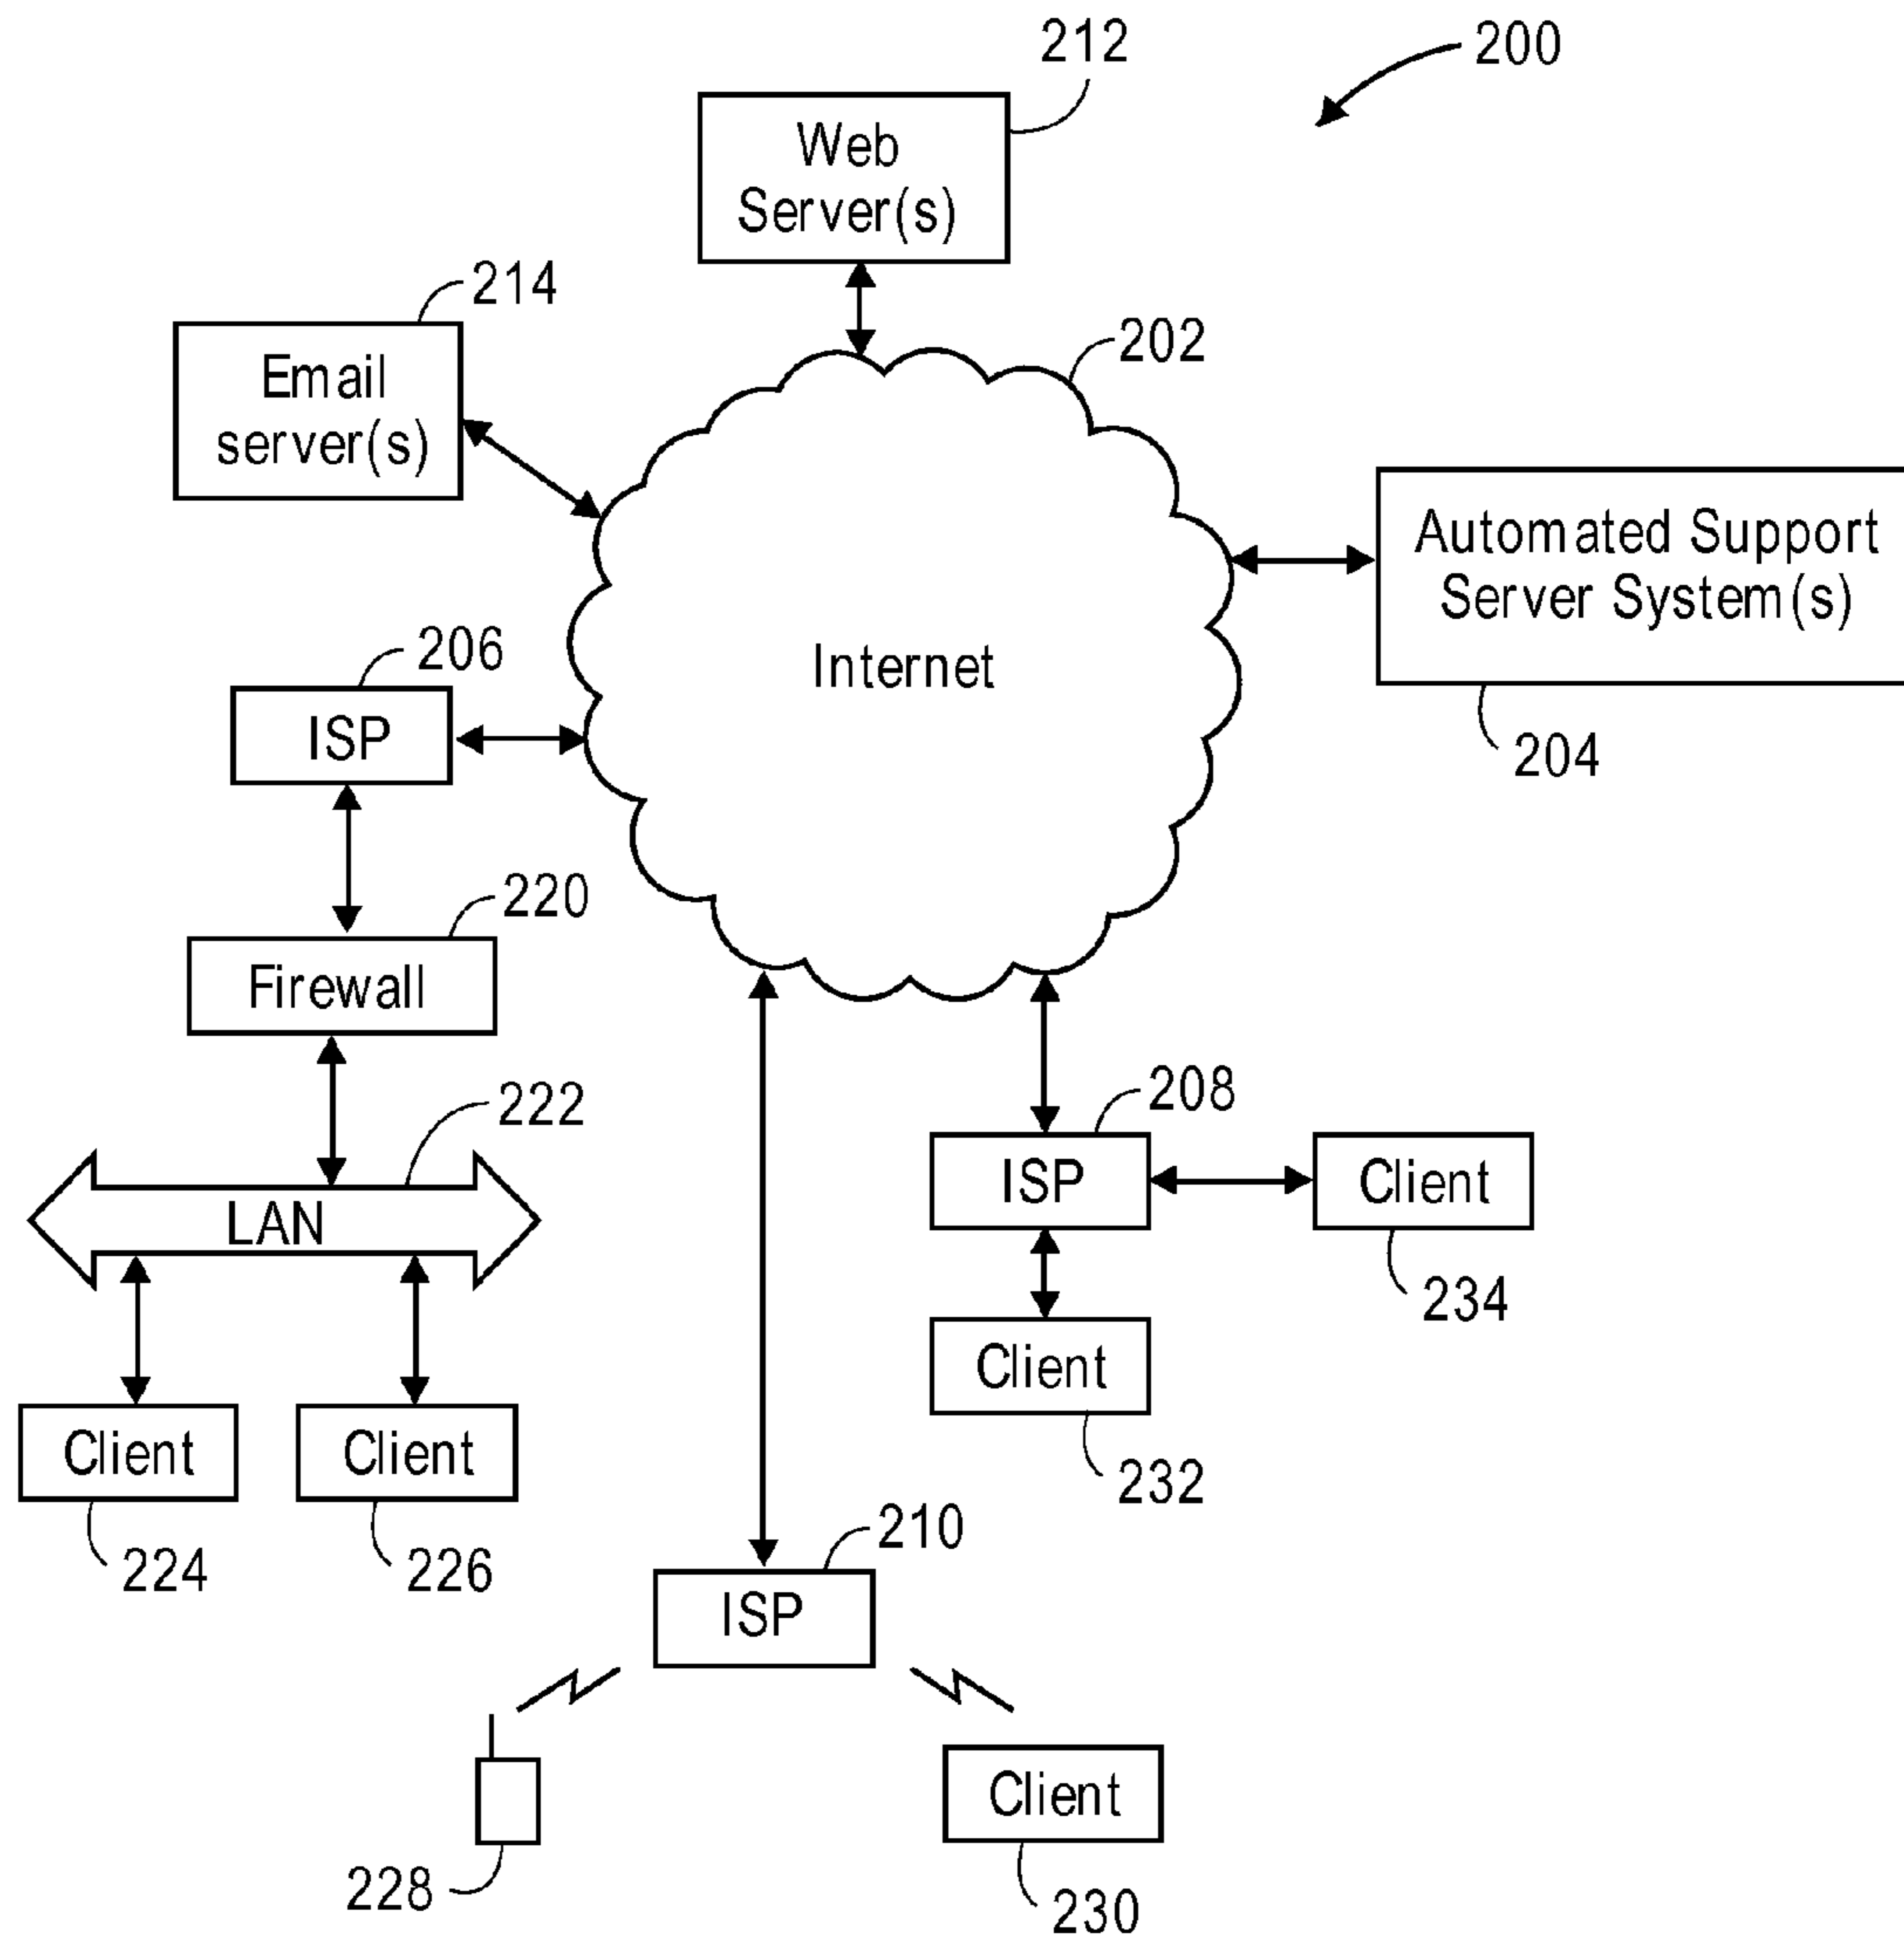 212
200
Web
Server(s)
214
202
Email
server(s)
Automated Support
Server System(s)
206
Internet
ISP
204
220
Firewall
222
208
ISP
Client
LAN
234
Client
Client
Client
232
224
226
210
ISP
Client
228
230